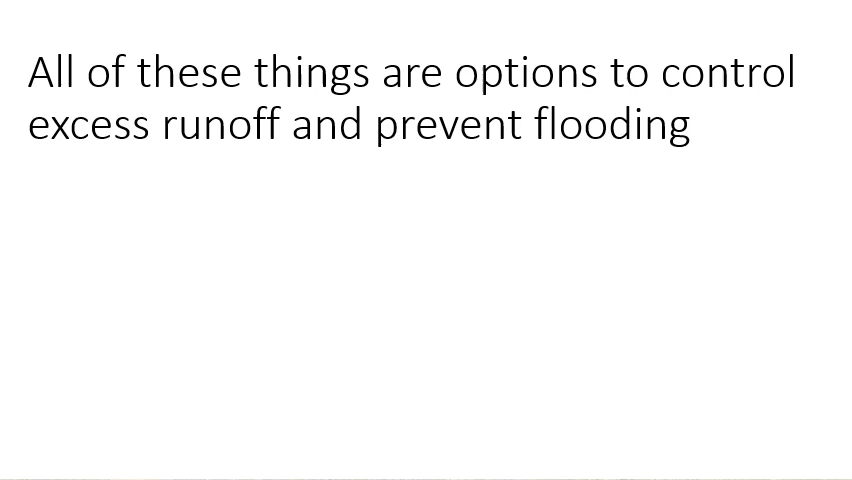 All of these things are options to control
excess runoff and prevent flooding